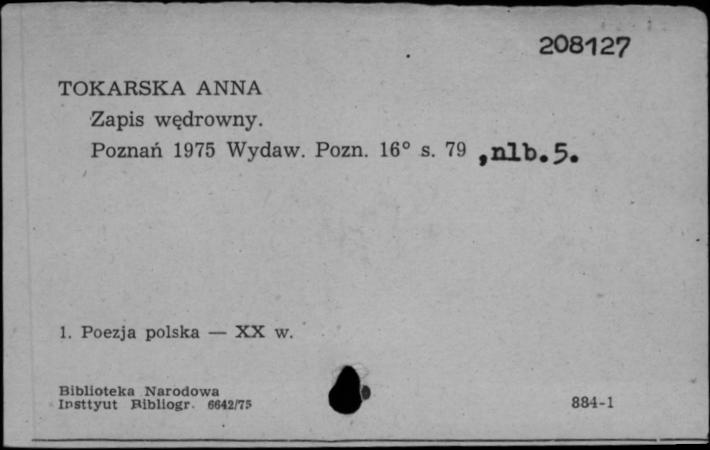 208127
TOKARSKA ANNA
Zapis wędrowny.
Poznań 1975 Wydaw. Pozn. 16° s. 79 ,nlb.5.
1. Poezja polska — XX w.
Biblioteka Narodowa
Insttyut Bibliogr. 6642/75
884-1